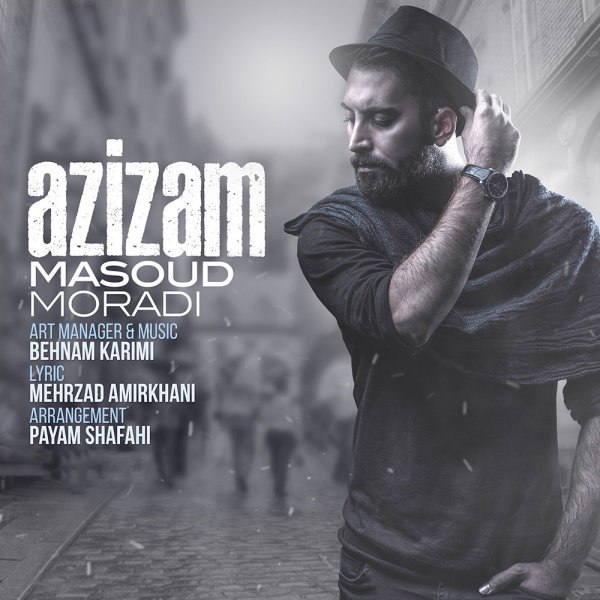 azizam
MASOUD
MORADI
ART MANAGER & MUSIC
BEHNAM KARIMI
LYRIC
MEHRZAD AMIRKHANI
ARRANGEMENT
PAYAM SHAFAHI